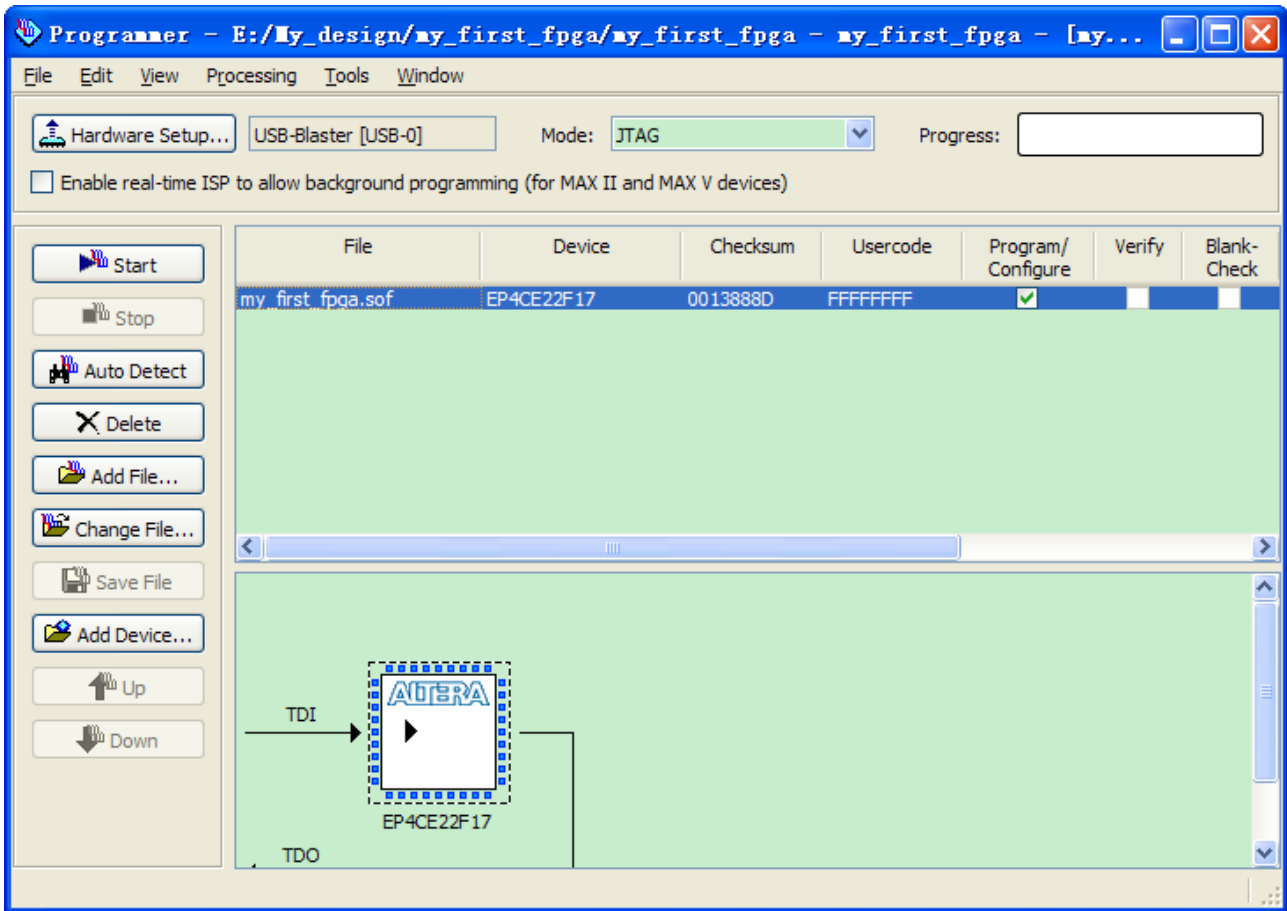 Programmer - E:/My_design/my_first_fpga/my_first_fpga - my_first_fpga - [my...
File Edit View Processing Tools Window
Hardware Setup... USB-Blaster [USB-0] Mode: JTAG Progress:
Enable real-time ISP to allow background programming (for MAX II and MAX V devices)
File Device Checksum Usercode Program/ Verify Blank-
Configure Check
my_first_fpga.sof EP4CE22F17 0013888D FFFFFFFF
Start
Stop
Auto Detect
Delete
Add File...
Change File...
Save File
Add Device...
Up
Down
ALTERA
TDI
EP4CE22F17
TDO